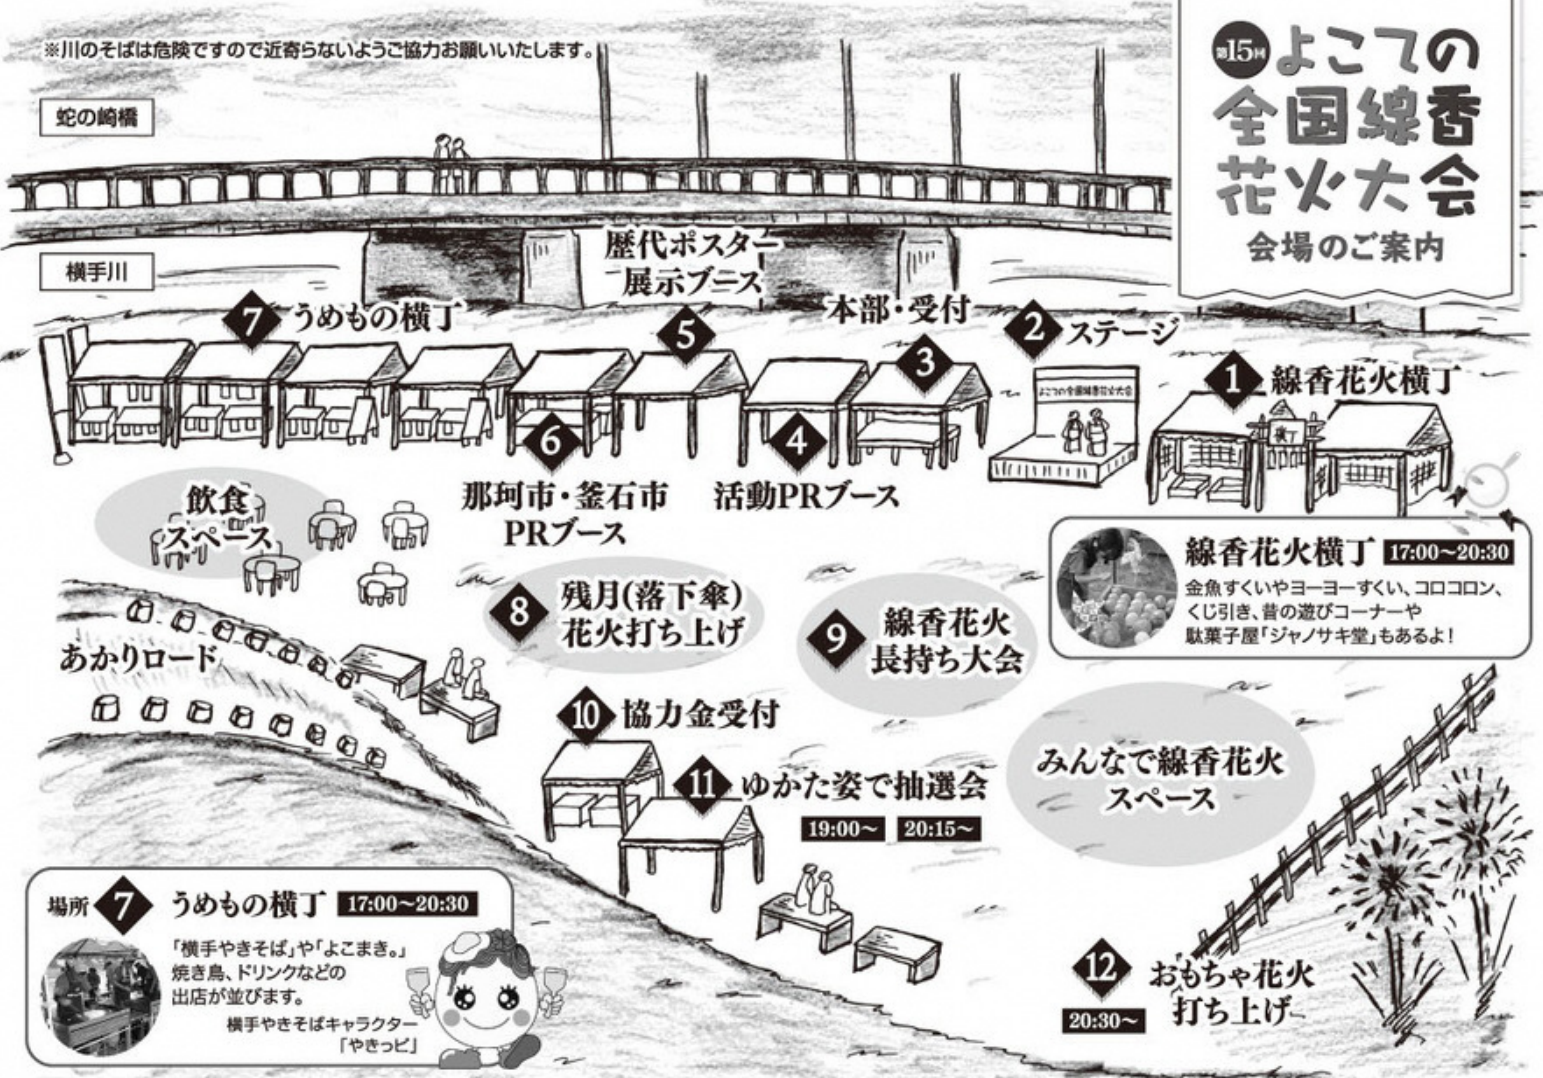 ※川のそばは危険ですので近寄らないようご協力お願いいたします。
蛇の崎橋
横手川
第15回 よこての
全国線香
花火大会
会場のご案内
歴代ポスター
展示ブース
5
7 うめもの横丁
本部・受付
3
2 ステージ
よこての全国線香花火大会
1 線香花火横丁
横丁
6
那珂市・釜石市
PRブース
4
活動PRブース
飲食
スペース
線香花火横丁 17:00～20:30
金魚すくいやヨーヨーすくい、コロコロン、
くじ引き、昔の遊びコーナーや
駄菓子屋「ジャノサキ堂」もあるよ!
8 残月(落下傘)
花火打ち上げ
9 線香花火
長持ち大会
あかりロード
10 協力金受付
11 ゆかた姿で抽選会
19:00～ 20:15～
みんなで線香花火
スペース
場所 7 うめもの横丁 17:00～20:30
「横手やきそば」や「よこまき。」
焼き鳥、ドリンクなどの
出店が並びます。
横手やきそばキャラクター
「やきっピ」
12 おもちゃ花火
打ち上げ
20:30～